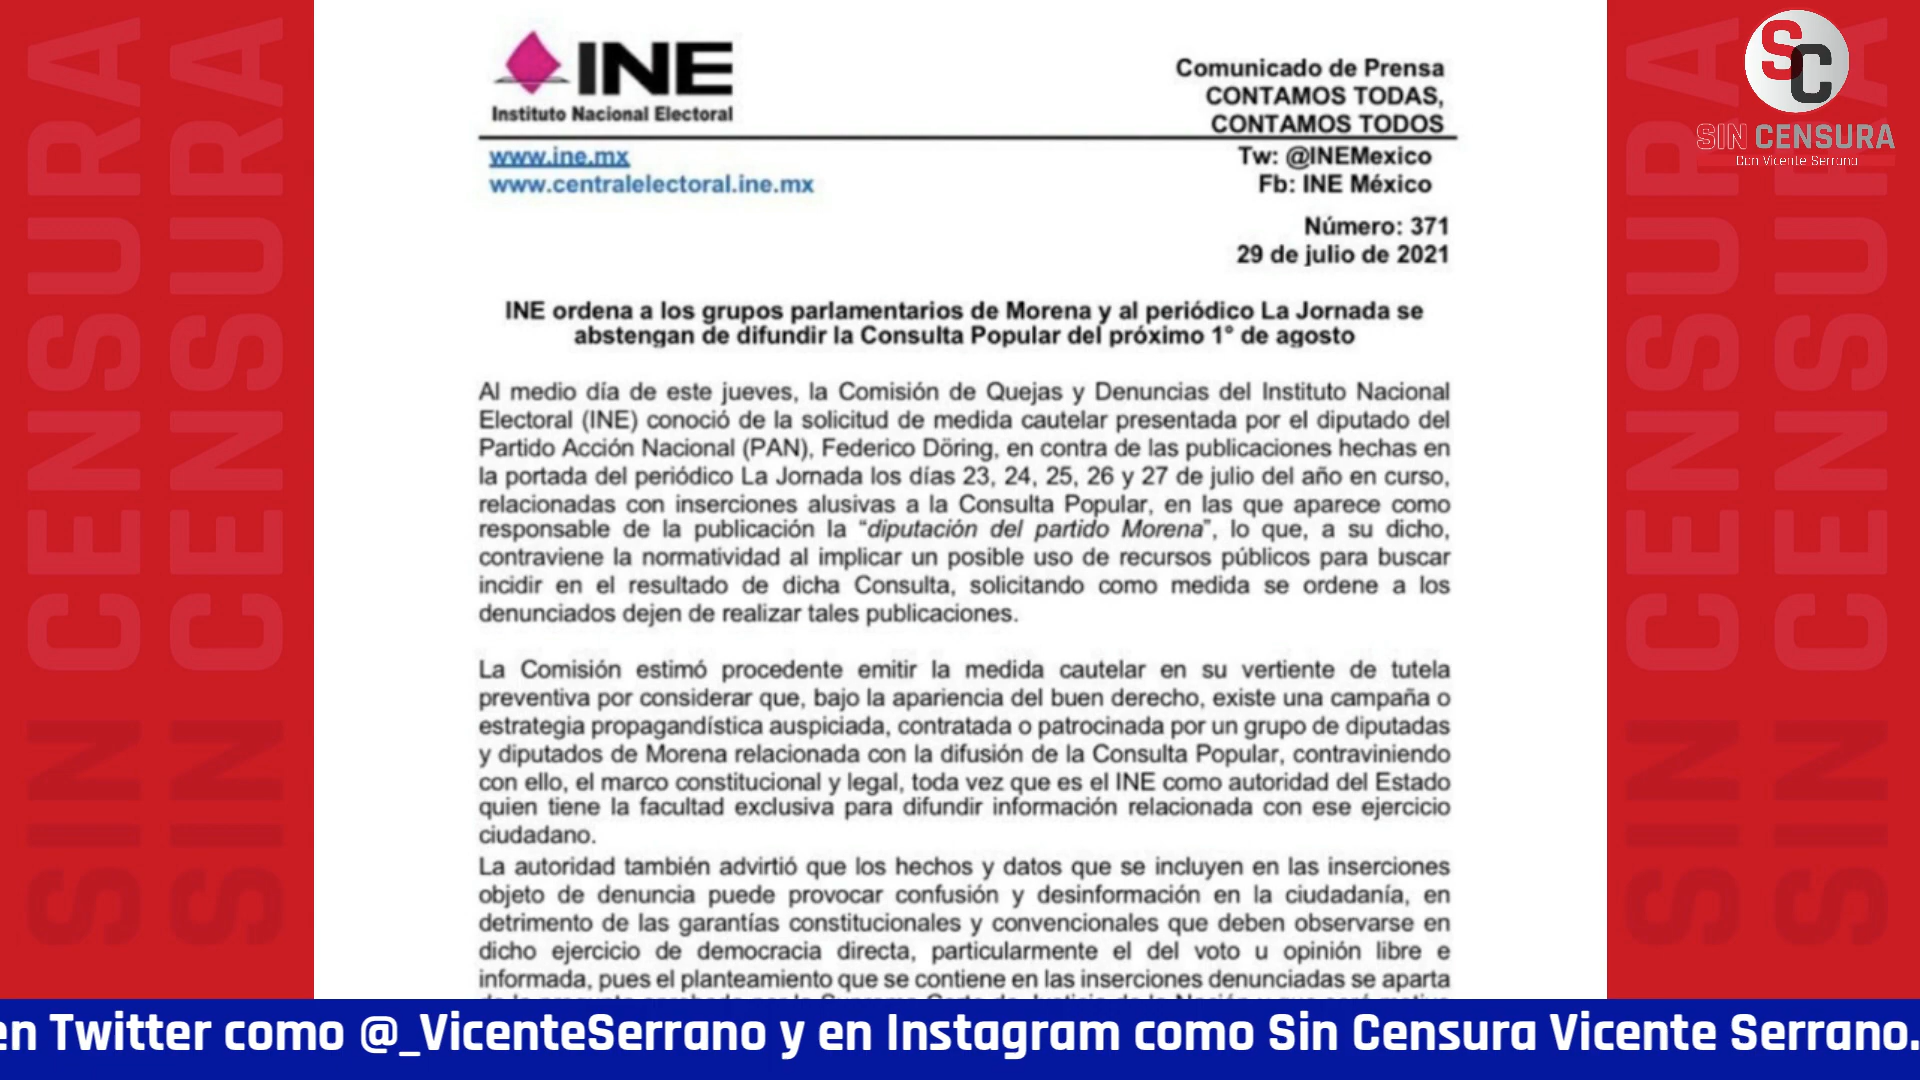 INE
Instituto Nacional Electoral
Comunicado de Prensa
CONTAMOS TODAS,
CONTAMOS TODOS
www.ine.mx
www.centralelectoral.ine.mx
Tw: @INEMexico
Fb: INE México
Número: 371
29 de julio de 2021
INE ordena a los grupos parlamentarios de Morena y al periódico La Jornada se
abstengan de difundir la Consulta Popular del próximo 1° de agosto
Al medio día de este jueves, la Comisión de Quejas y Denuncias del Instituto Nacional
Electoral (INE) conoció de la solicitud de medida cautelar presentada por el diputado del
Partido Acción Nacional (PAN), Federico Döring, en contra de las publicaciones hechas en
la portada del periódico La Jornada los días 23, 24, 25, 26 y 27 de julio del año en curso,
relacionadas con inserciones alusivas a la Consulta Popular, en las que aparece como
responsable de la publicación la “diputación del partido Morena”, lo que, a su dicho,
contraviene la normatividad al implicar un posible uso de recursos públicos para buscar
incidir en el resultado de dicha Consulta, solicitando como medida se ordene a los
denunciados dejen de realizar tales publicaciones.
La Comisión estimó procedente emitir la medida cautelar en su vertiente de tutela
preventiva por considerar que, bajo la apariencia del buen derecho, existe una campaña o
estrategia propagandística auspiciada, contratada o patrocinada por un grupo de diputadas
y diputados de Morena relacionada con la difusión de la Consulta Popular, contraviniendo
con ello, el marco constitucional y legal, toda vez que es el INE como autoridad del Estado
quien tiene la facultad exclusiva para difundir información relacionada con ese ejercicio
ciudadano.
La autoridad también advirtió que los hechos y datos que se incluyen en las inserciones
objeto de denuncia puede provocar confusión y desinformación en la ciudadanía, en
detrimento de las garantías constitucionales y convencionales que deben observarse en
dicho ejercicio de democracia directa, particularmente el del voto u opinión libre e
informada, pues el planteamiento que se contiene en las inserciones denunciadas se aparta
SIN CENSURA
SIN CENSURA
SIN CENSURA
SIN CENSURA
SC
SIN CENSURA
Con Vicente Serrano
en Twitter como @_VicenteSerrano y en Instagram como Sin Censura Vicente Serrano.